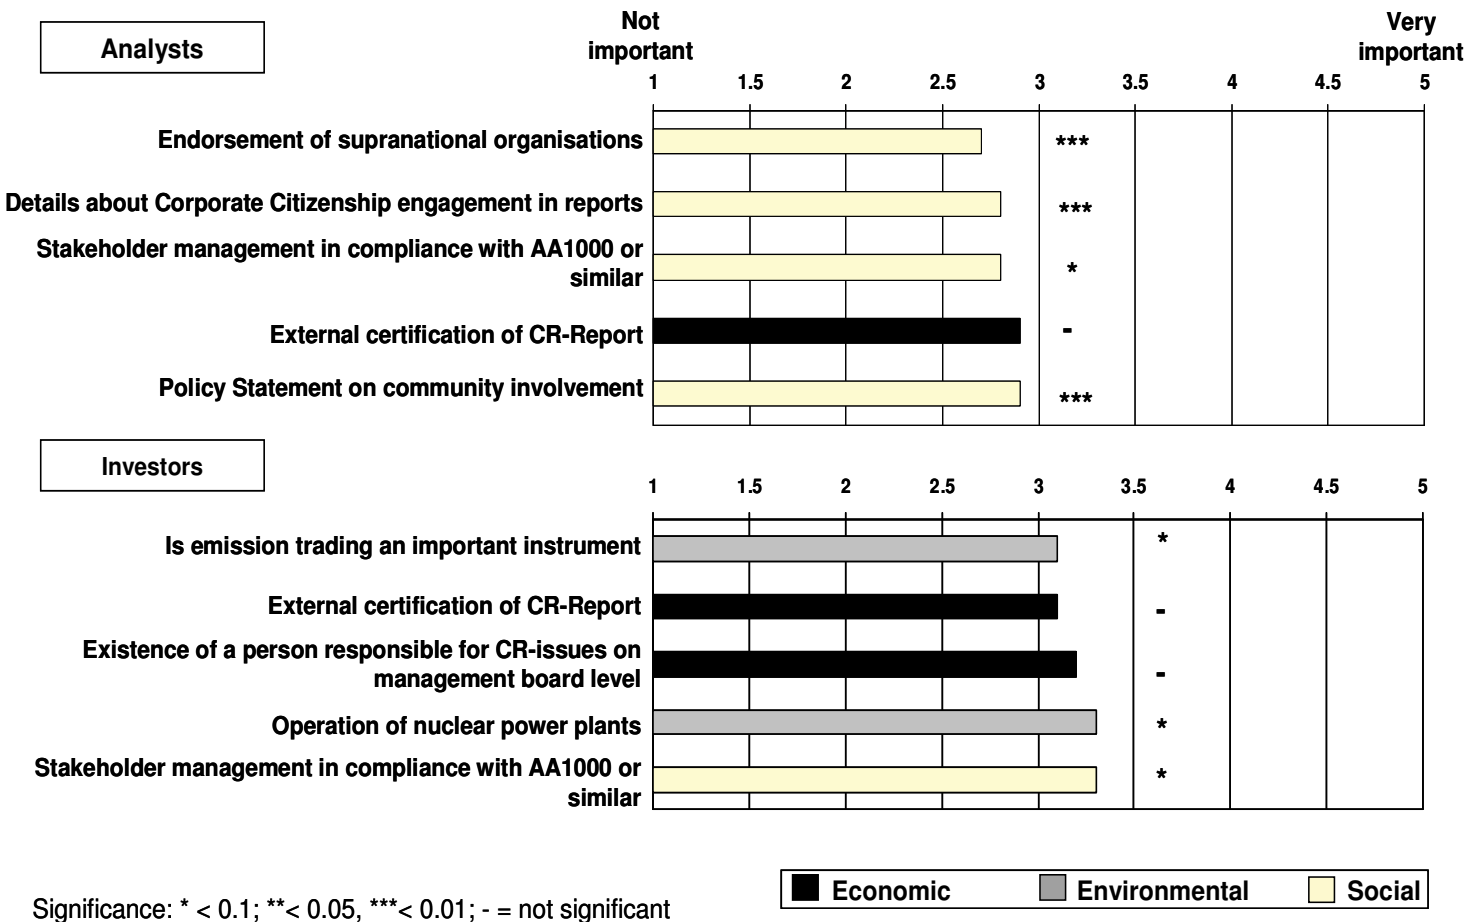 Analysts
Not
important
Very
important
1 1.5 2 2.5 3 3.5 4 4.5 5
Endorsement of supranational organisations ***
Details about Corporate Citizenship engagement in reports ***
Stakeholder management in compliance with AA1000 or
similar *
External certification of CR-Report -
Policy Statement on community involvement ***
Investors
1 1.5 2 2.5 3 3.5 4 4.5 5
Is emission trading an important instrument *
External certification of CR-Report -
Existence of a person responsible for CR-issues on
management board level -
Operation of nuclear power plants *
Stakeholder management in compliance with AA1000 or
similar *
Economic Environmental Social
Significance: * < 0.1; **< 0.05, ***< 0.01; - = not significant